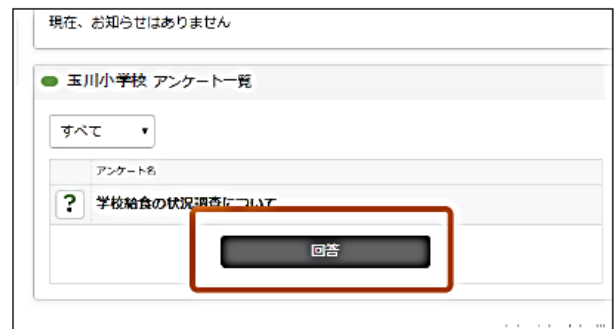 現在、お知らせはありません
玉川小学校 アンケート一覧
すべて
アンケート名
? 学校給食の状況調査について
回答